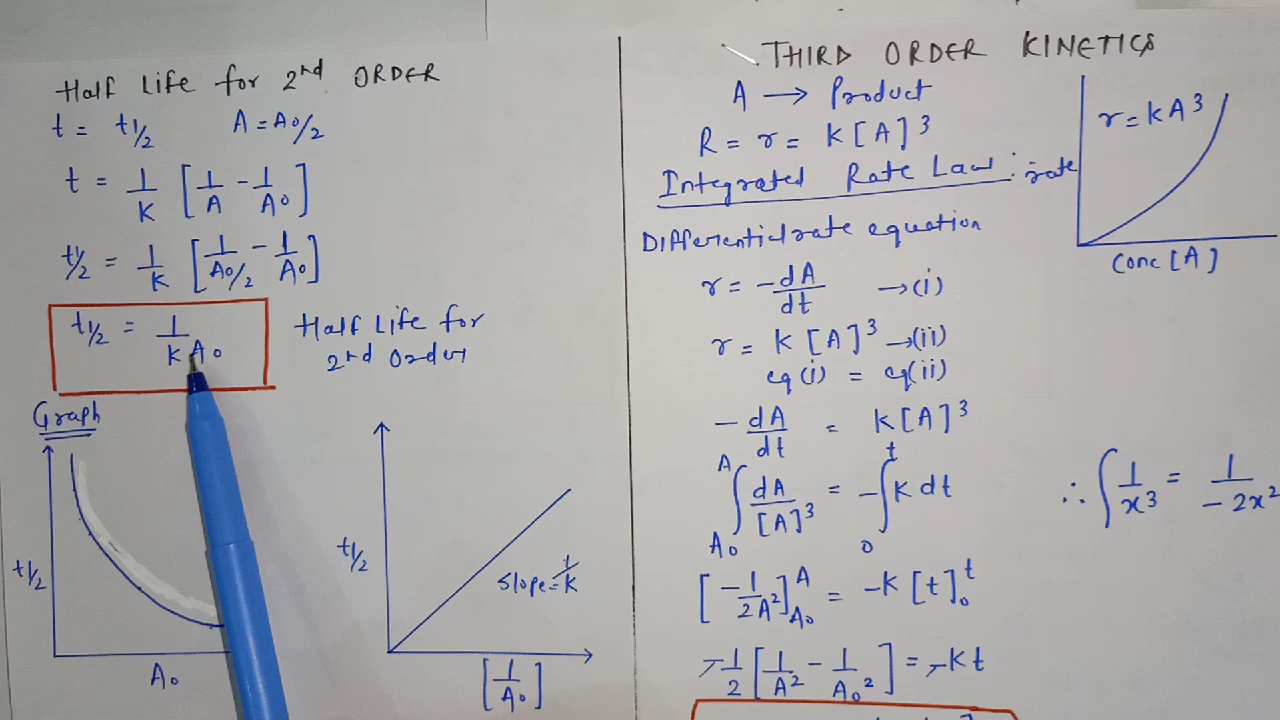 Half Life for 2nd ORDER
t = t1/2   A = A0/2
t = 1/K [1/A - 1/A0]
t1/2 = 1/K [1/A0/2 - 1/A0]
t1/2 = 1/KA0
Half Life for
2nd Order
Graph
t1/2
A0
t1/2
Slope = 1/K
[1/A0]
THIRD ORDER KINETICS
A → Product
R = r = K[A]³
Integrated Rate Law :
Differential rate equation
r = -dA/dt → (i)
r = K[A]³ → (ii)
eq(i) = eq(ii)
-dA/dt = K[A]³
∫_A0^A dA/[A]³ = -∫_0^t K dt
[-1/2A²]_A0^A = -K[t]_0^t
-1/2 [1/A² - 1/A0²] = -Kt
r = KA³
rate
Conc [A]
∴ ∫ 1/x³ = 1/-2x²